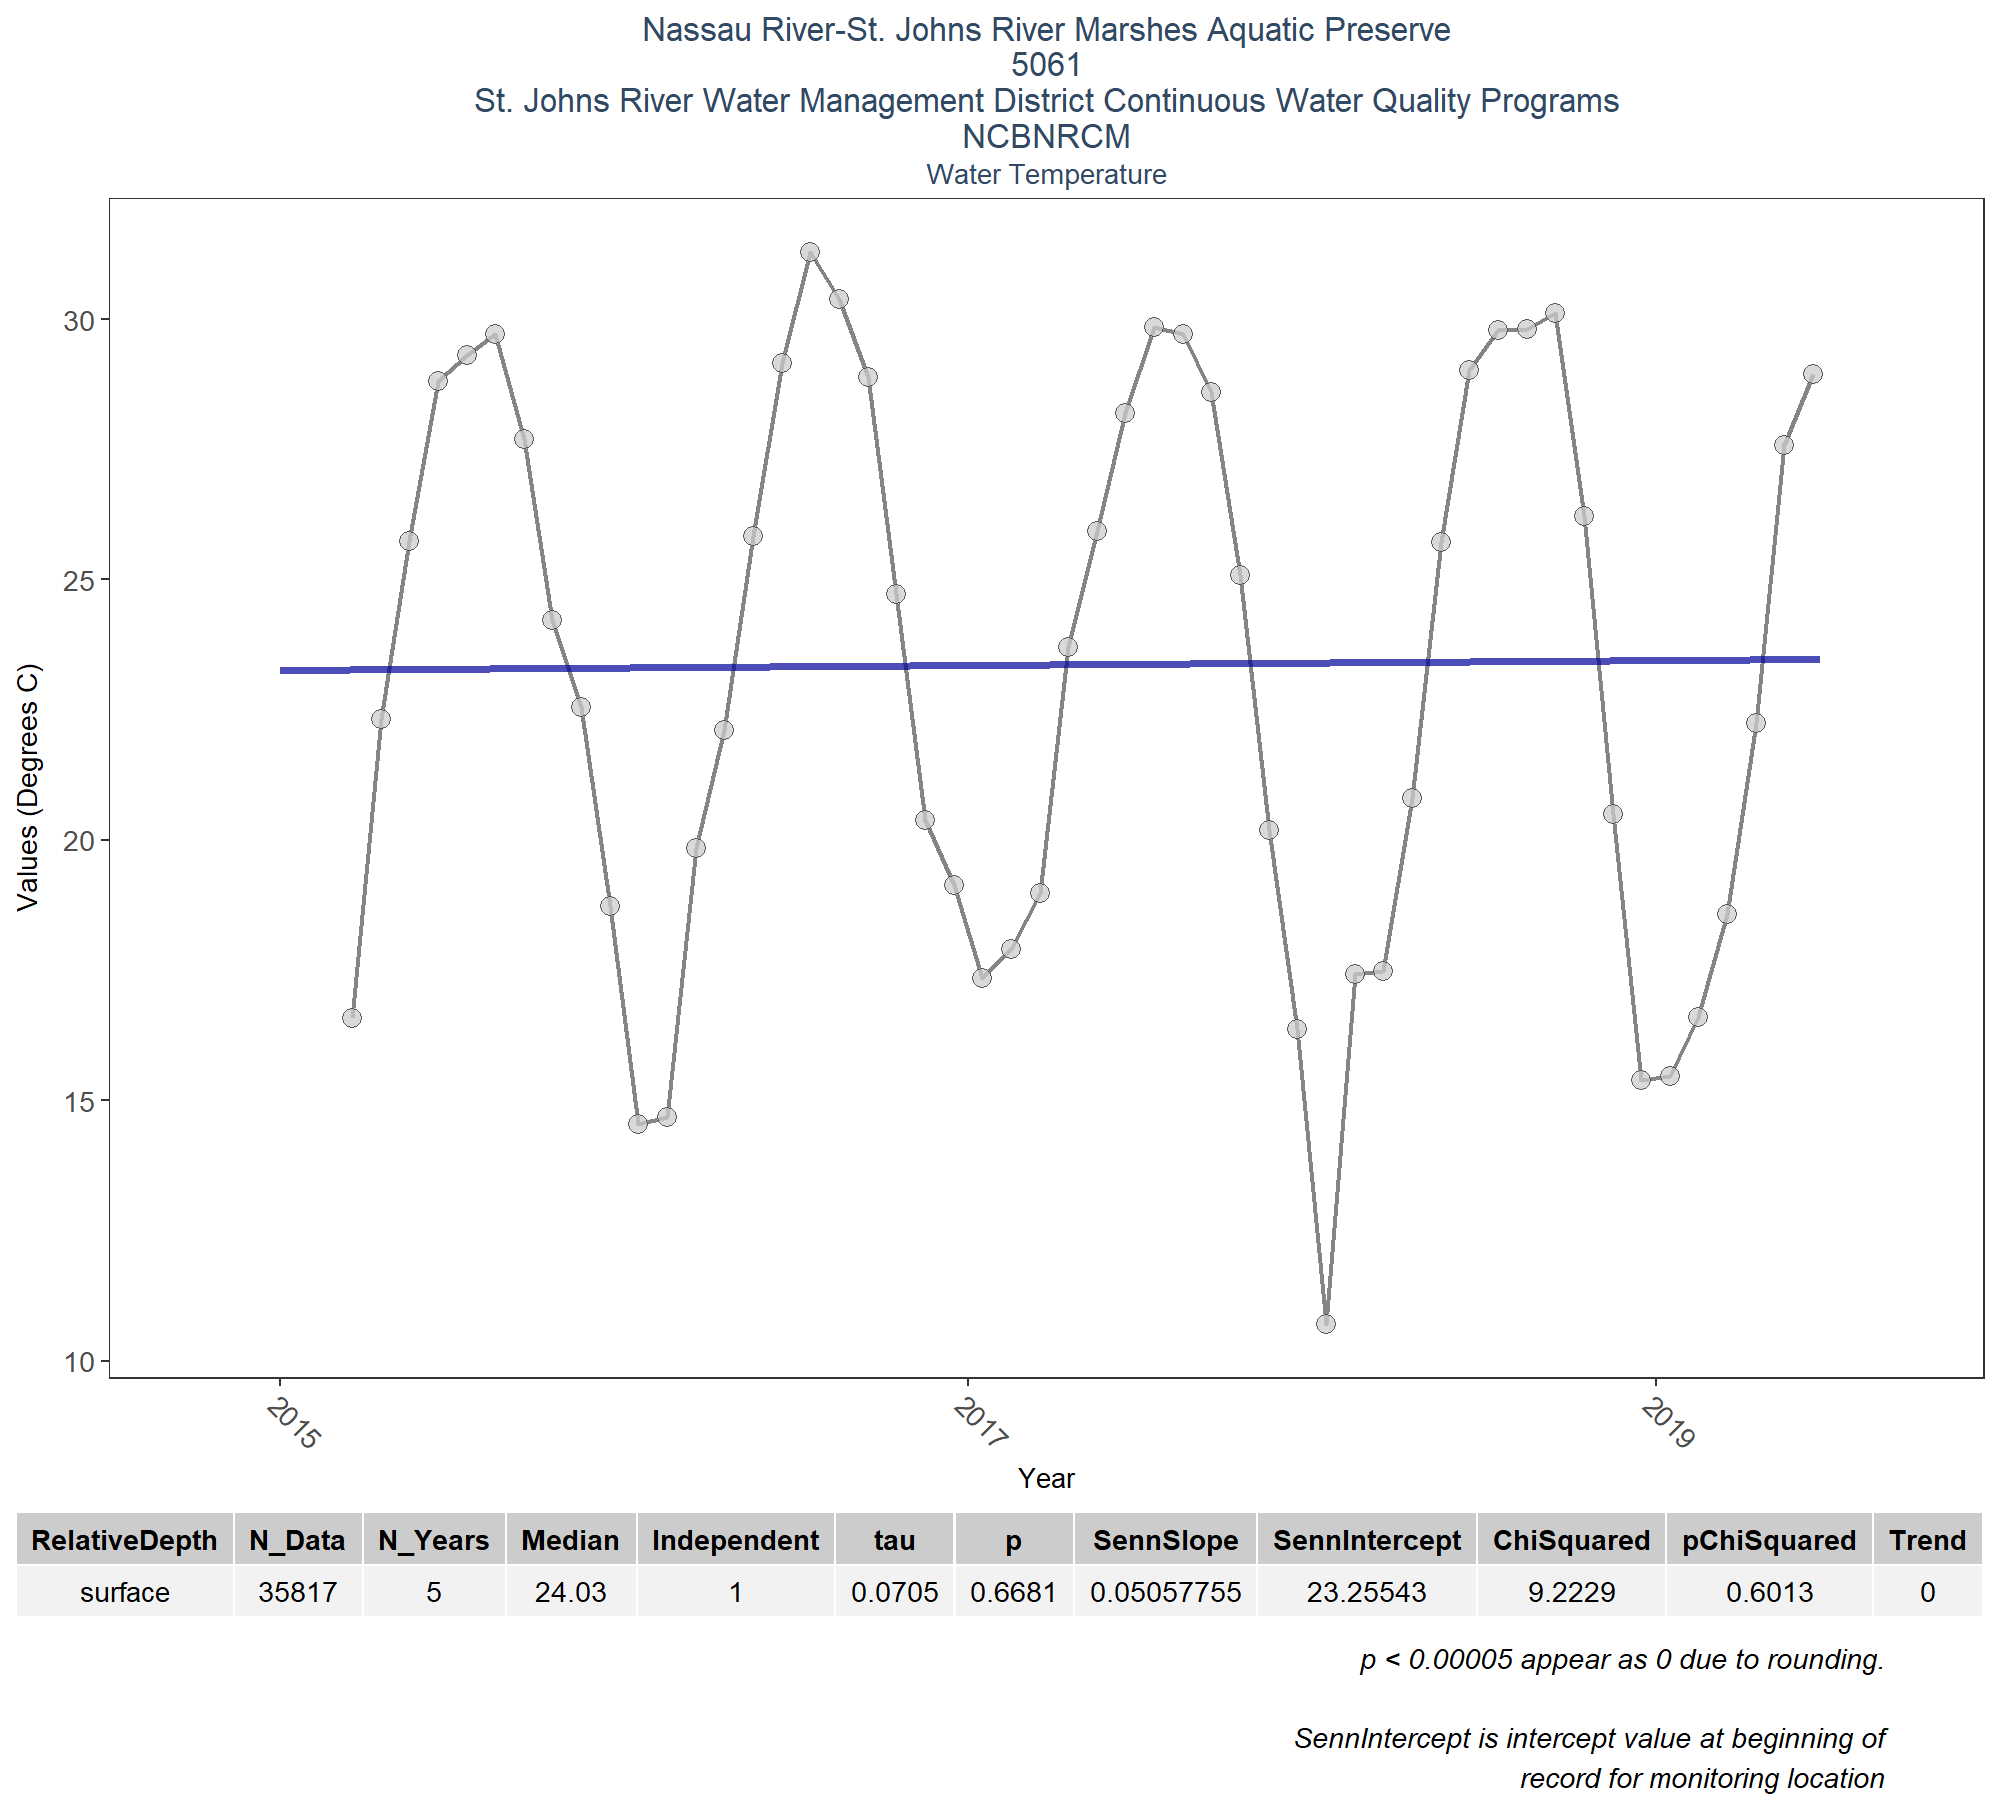 Nassau River-St. Johns River Marshes Aquatic Preserve
5061
St. Johns River Water Management District Continuous Water Quality Programs
NCBNRCM
Water Temperature
Values (Degrees C)
30
25
20
15
10
2015 2017 2019
Year
RelativeDepth N_Data N_Years Median Independent tau p SennSlope SennIntercept ChiSquared pChiSquared Trend
surface 35817 5 24.03 1 0.0705 0.6681 0.05057755 23.25543 9.2229 0.6013 0
p < 0.00005 appear as 0 due to rounding.
SennIntercept is intercept value at beginning of
record for monitoring location